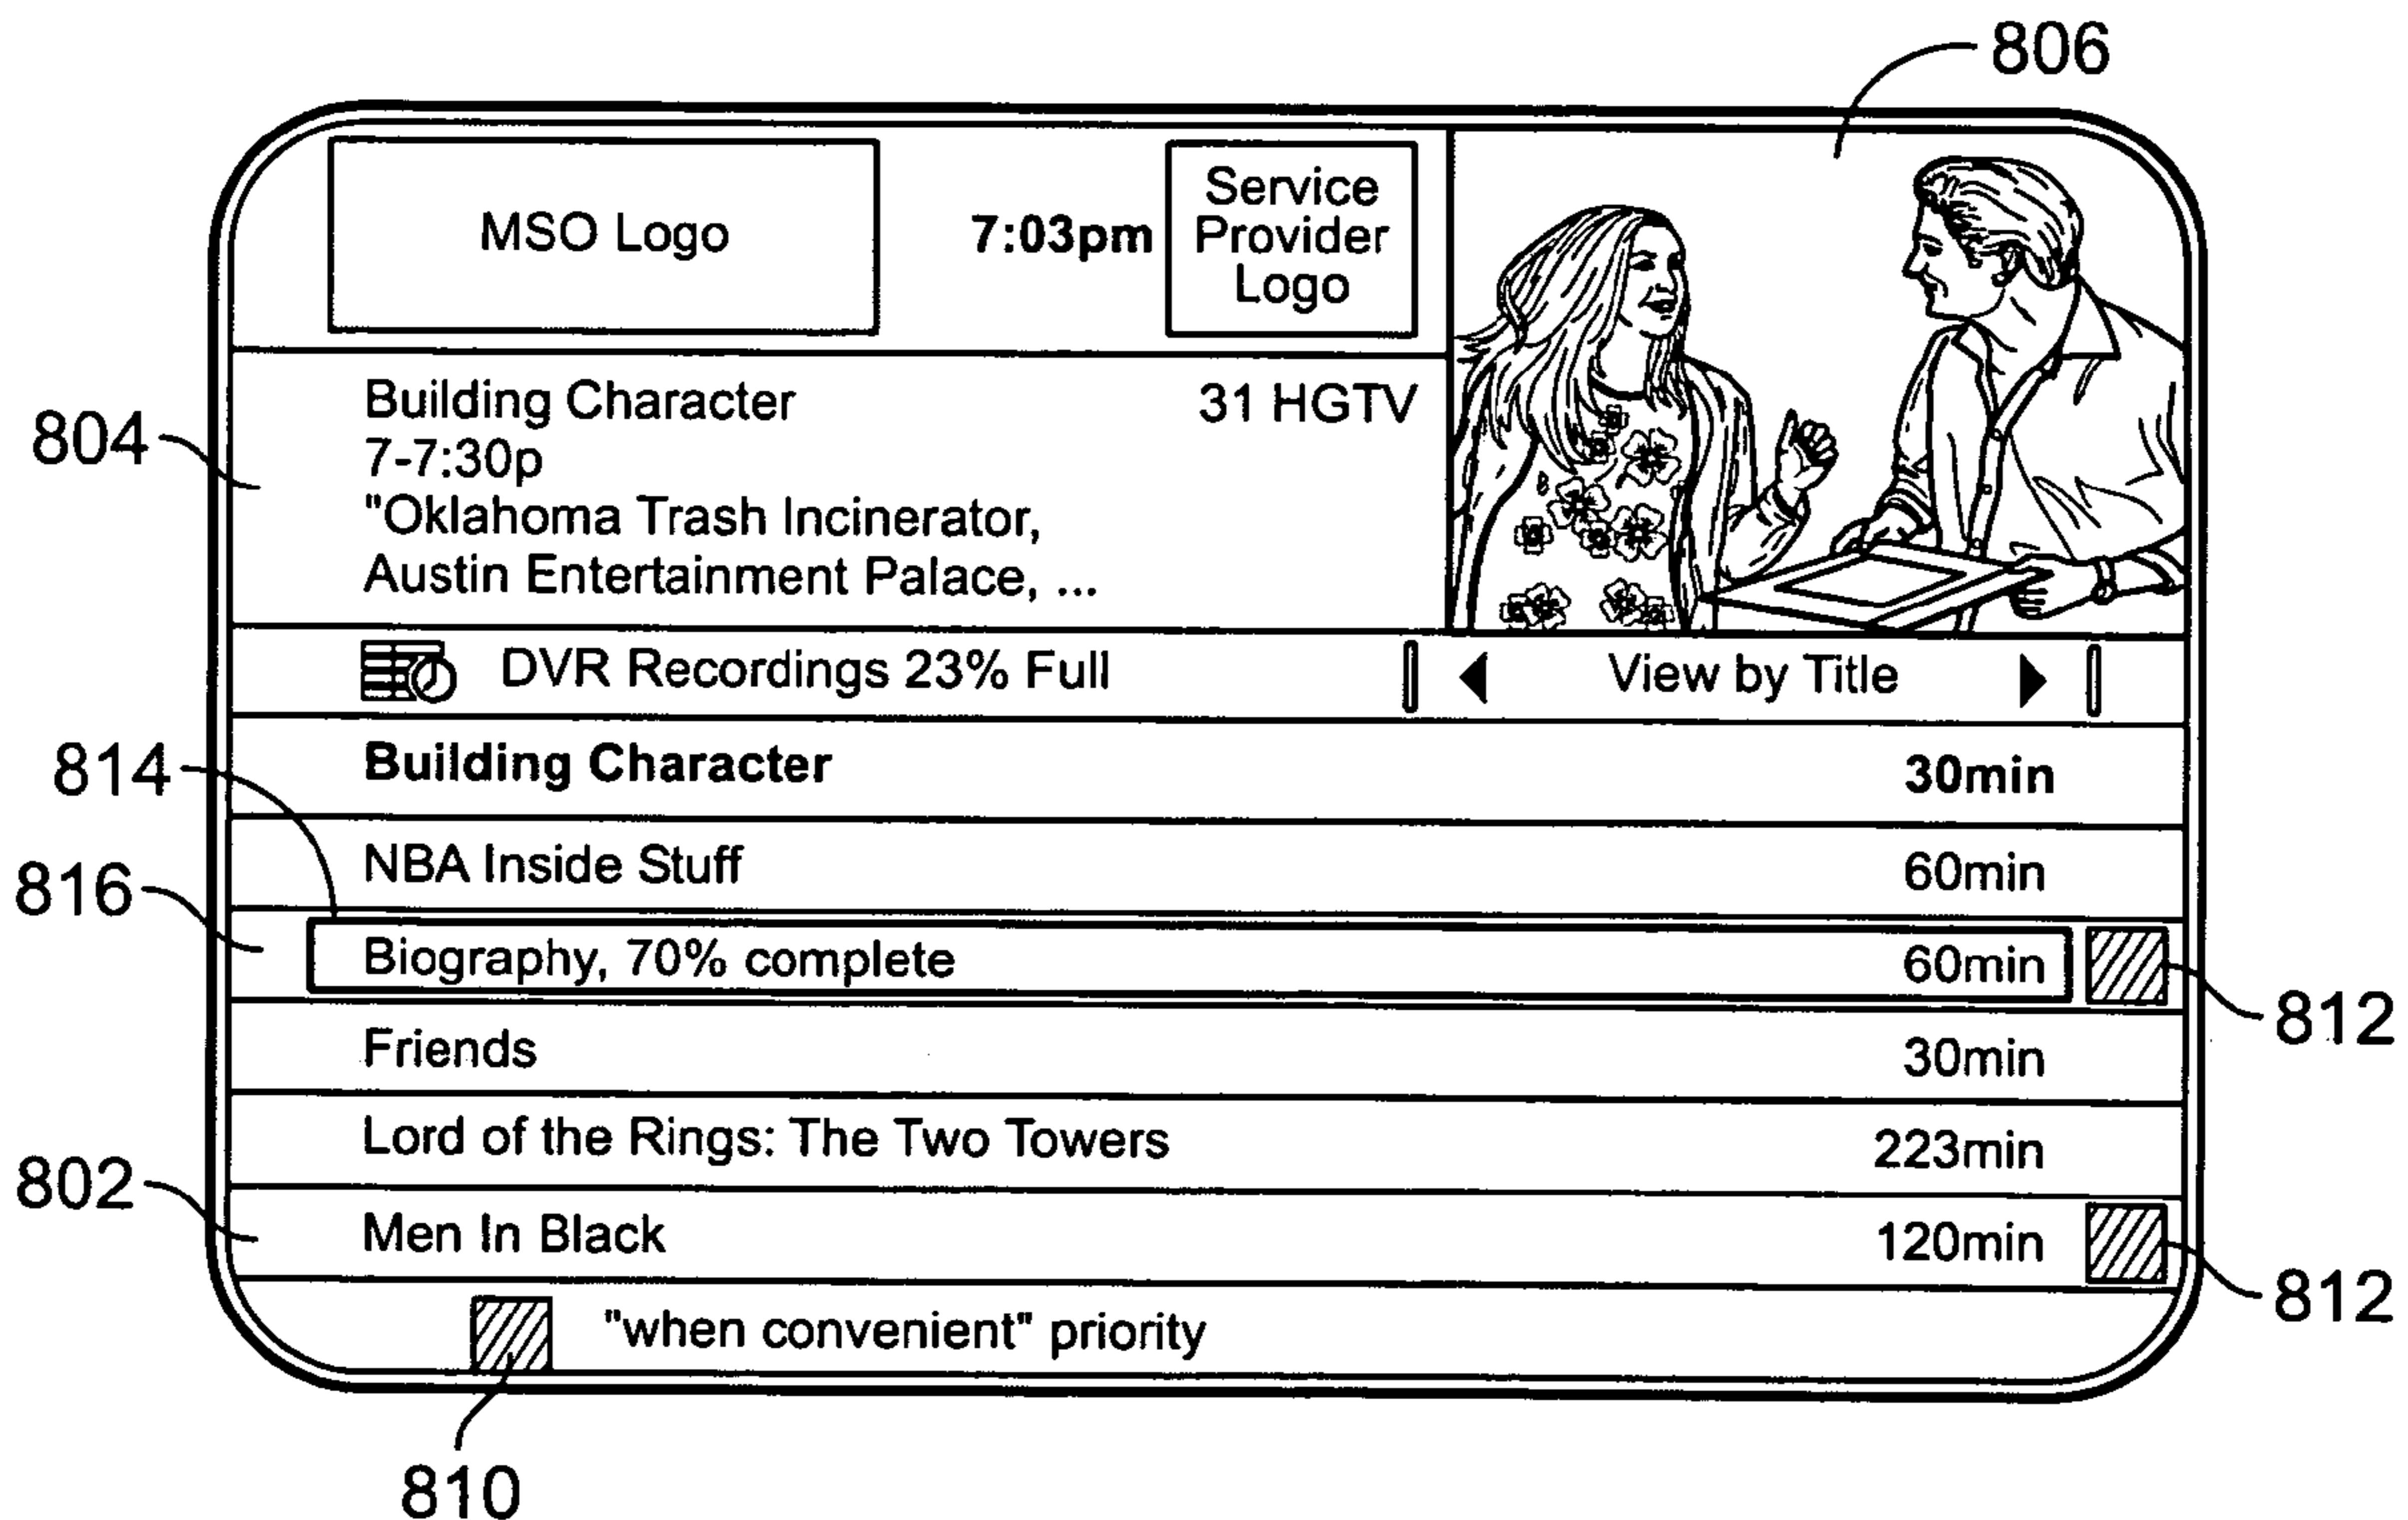 806
MSO Logo
7:03pm
Service
Provider
Logo
804
Building Character 31 HGTV
7-7:30p
"Oklahoma Trash Incinerator,
Austin Entertainment Palace, ...
DVR Recordings 23% Full
View by Title
814
Building Character 30min
816
NBA Inside Stuff 60min
Biography, 70% complete 60min
812
Friends 30min
Lord of the Rings: The Two Towers 223min
802
Men In Black 120min
812
"when convenient" priority
810